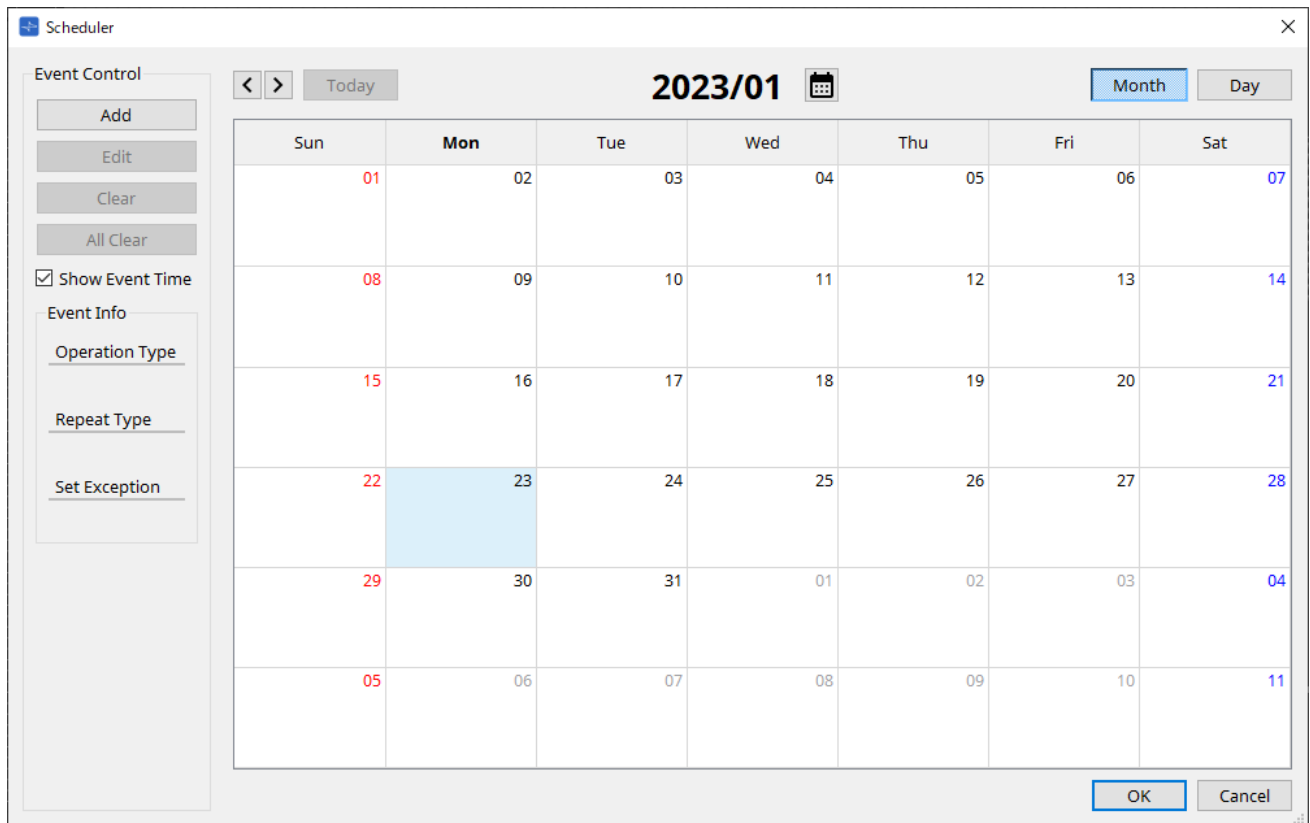 Scheduler
Event Control
Add
Edit
Clear
All Clear
Show Event Time
Event Info
Operation Type
Repeat Type
Set Exception
Today 2023/01 Month Day
Sun Mon Tue Wed Thu Fri Sat
01 02 03 04 05 06 07
08 09 10 11 12 13 14
15 16 17 18 19 20 21
22 23 24 25 26 27 28
29 30 31 01 02 03 04
05 06 07 08 09 10 11
OK Cancel